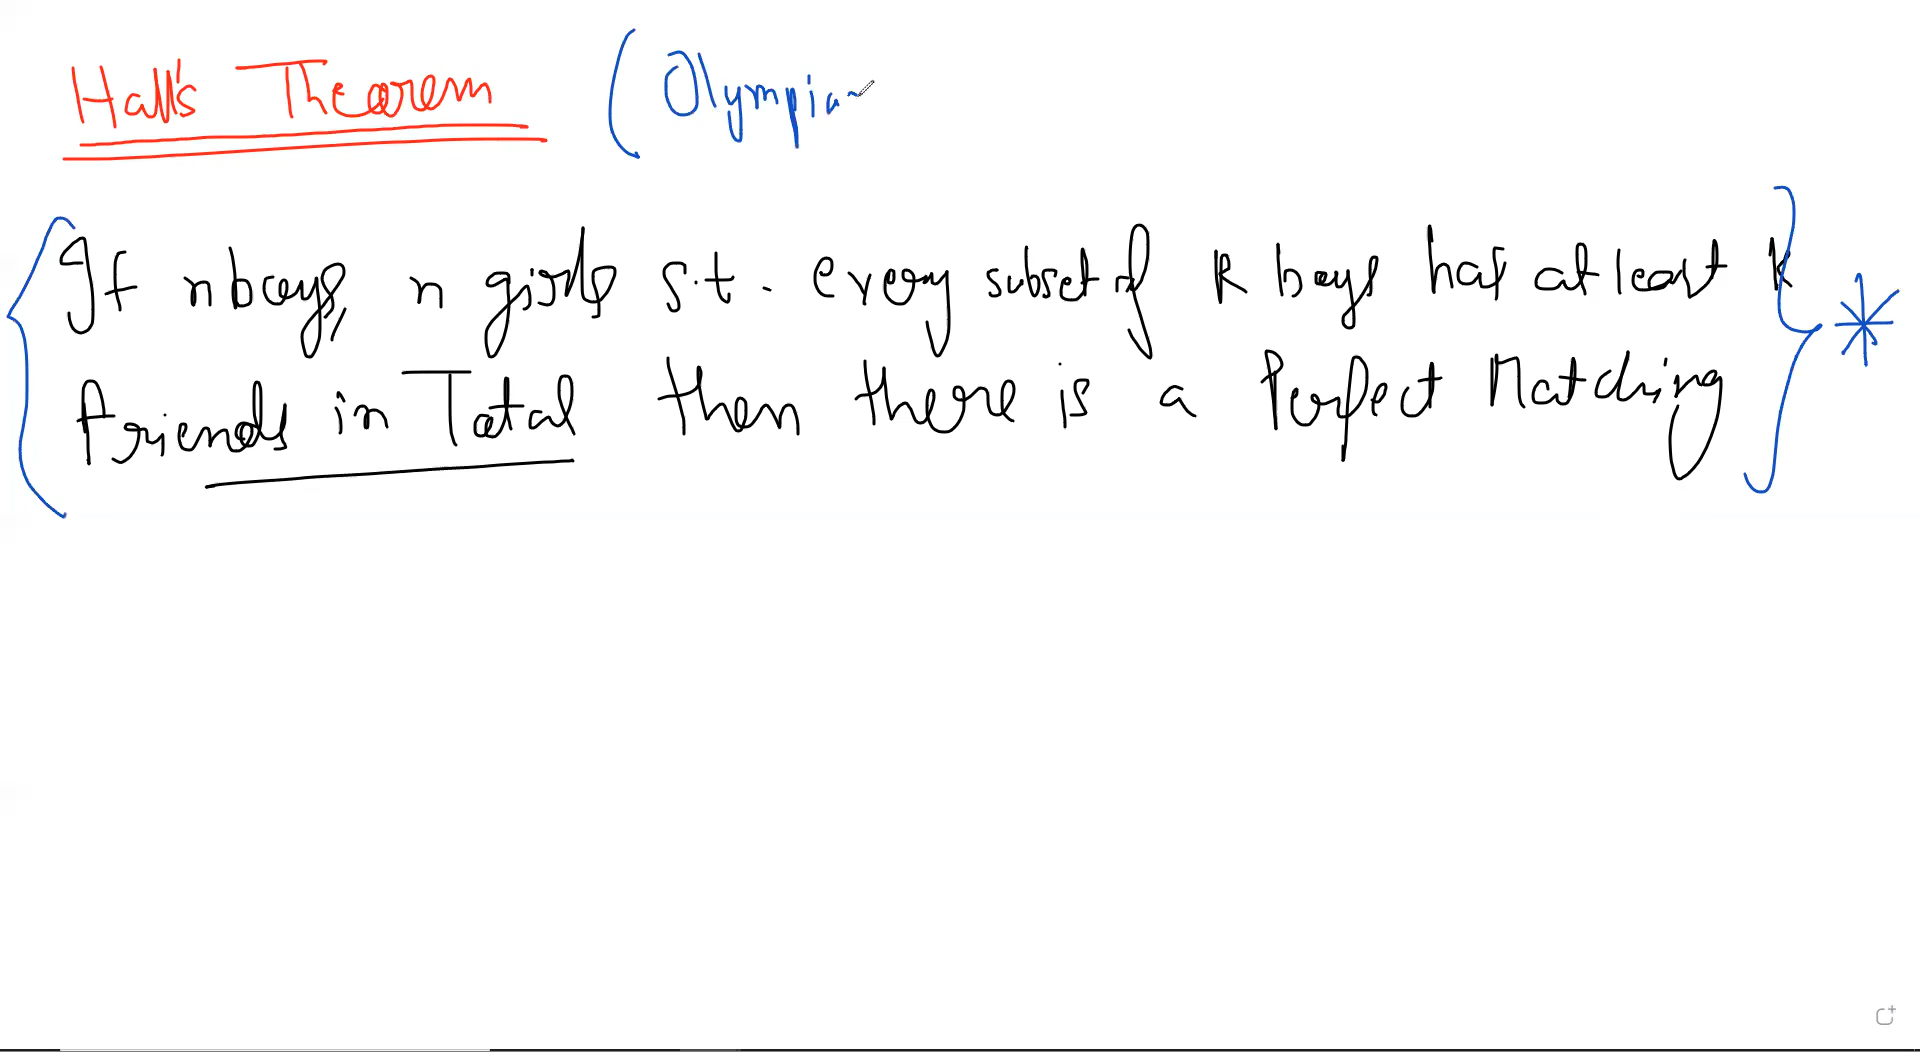 Hall's Theorem (Olympia
If n boys, n girls s.t. every subset of k boys has at least k
friends in Total then there is a Perfect Matching